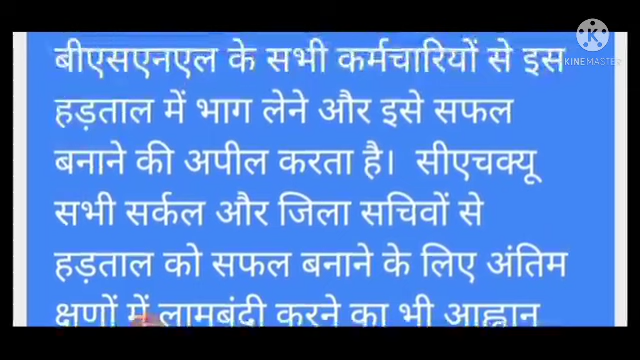 बीएसएनएल के सभी कर्मचारियों से इस
हड़ताल में भाग लेने और इसे सफल
बनाने की अपील करता है। सीएचक्यू
सभी सर्कल और जिला सचिवों से
हड़ताल को सफल बनाने के लिए अंतिम
क्षणों में लामबंदी करने का भी आह्वान
KINEMASTER